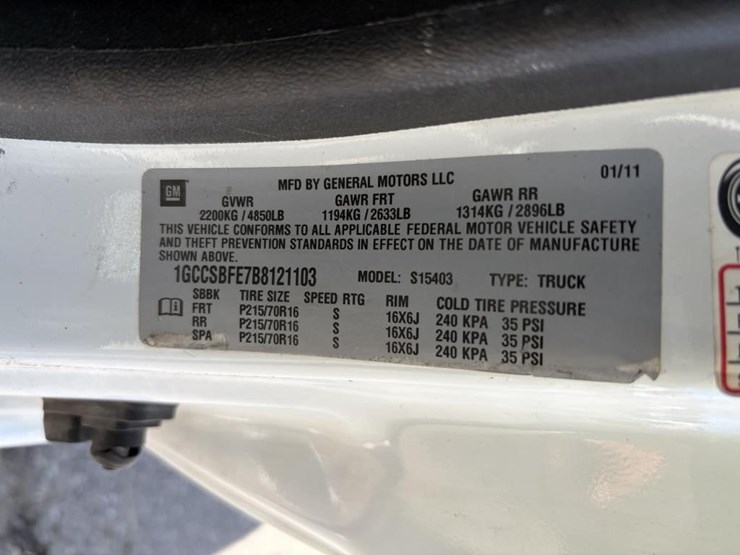 GM
MFD BY GENERAL MOTORS LLC 01/11
GVWR GAWR FRT GAWR RR
2200KG / 4850LB 1194KG / 2633LB 1314KG / 2896LB
THIS VEHICLE CONFORMS TO ALL APPLICABLE FEDERAL MOTOR VEHICLE SAFETY
AND THEFT PREVENTION STANDARDS IN EFFECT ON THE DATE OF MANUFACTURE
SHOWN ABOVE.
1GCCSBFE7B8121103 MODEL: S15403 TYPE: TRUCK
SBBK TIRE SIZE SPEED RTG RIM COLD TIRE PRESSURE
FRT P215/70R16 S 16X6J 240 KPA 35 PSI
RR P215/70R16 S 16X6J 240 KPA 35 PSI
SPA P215/70R16 S 16X6J 240 KPA 35 PSI